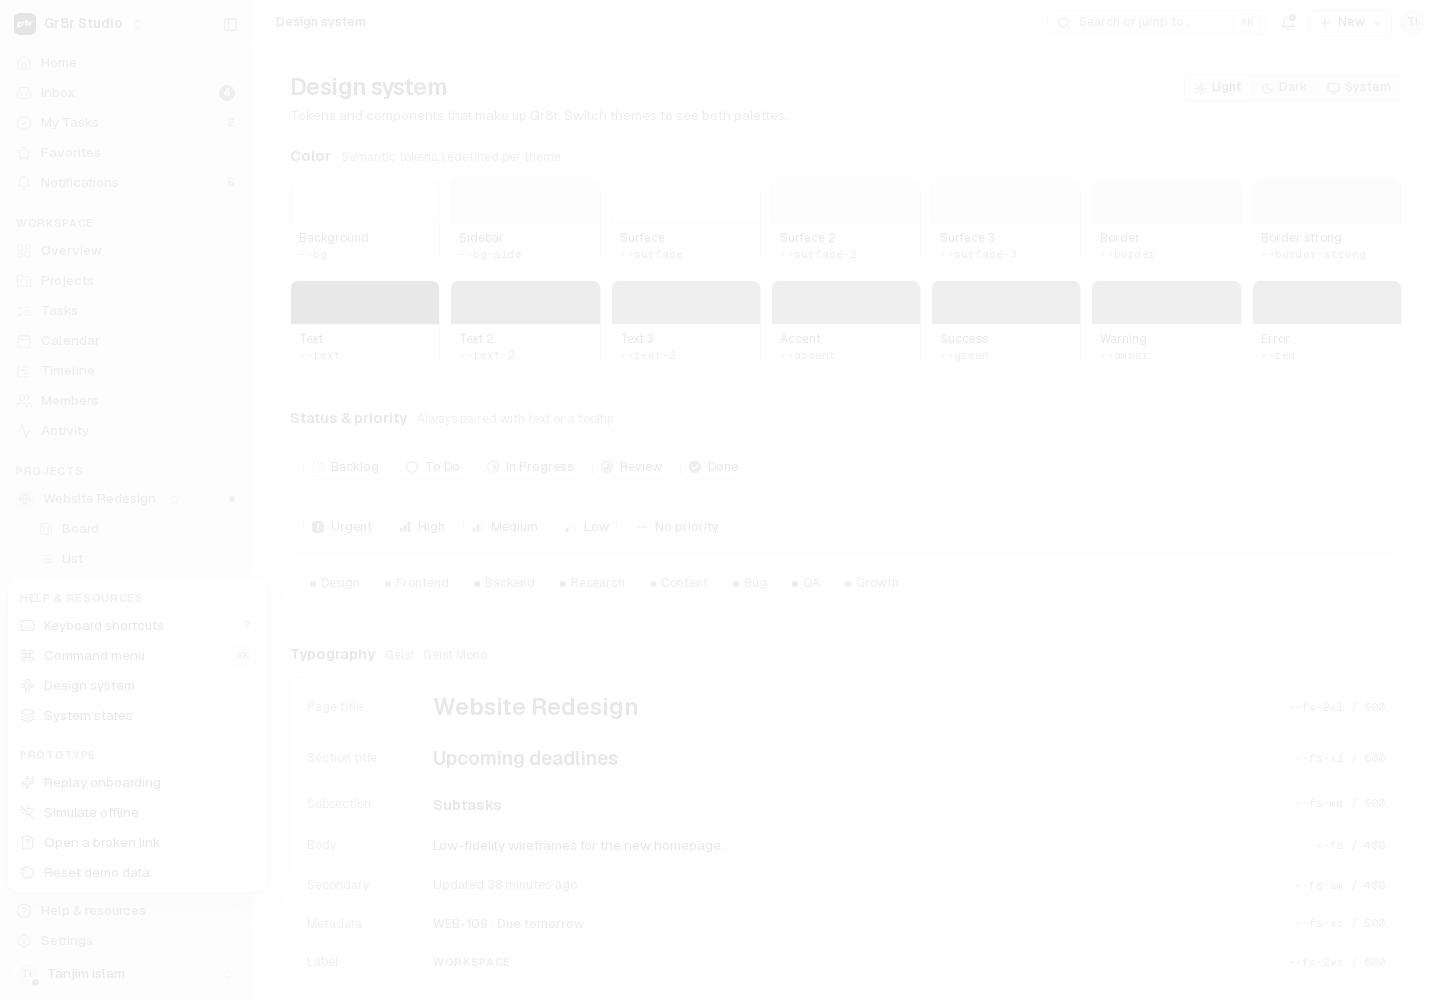 Gr8r Studio
Design system
Search or jump to...
⌘K
New
TI
Home
Inbox 4
My Tasks 2
Favorites
Notifications 6
WORKSPACE
Overview
Projects
Tasks
Calendar
Timeline
Members
Activity
PROJECTS
Website Redesign
Board
List
HELP & RESOURCES
Keyboard shortcuts ?
Command menu ⌘K
Design system
System states
PROTOTYPE
Replay onboarding
Simulate offline
Open a broken link
Reset demo data
Help & resources
Settings
TI Tanjim Islam
Design system
Light Dark System
Tokens and components that make up Gr8r. Switch themes to see both palettes.
Color Semantic tokens, redefined per theme
Background Sidebar Surface Surface 2 Surface 3 Border Border strong
--bg --bg-side --surface --surface-2 --surface-3 --border --border-strong
Text Text 2 Text 3 Accent Success Warning Error
--text --text-2 --text-3 --accent --green --amber --red
Status & priority Always paired with text or a tooltip
Backlog To Do In Progress Review Done
Urgent High Medium Low No priority
Design Frontend Backend Research Content Bug QA Growth
Typography Geist · Geist Mono
Page title Website Redesign --fs-2xl / 600
Section title Upcoming deadlines --fs-xl / 600
Subsection Subtasks --fs-md / 600
Body Low-fidelity wireframes for the new homepage. --fs / 400
Secondary Updated 38 minutes ago --fs-sm / 400
Metadata WEB-109 · Due tomorrow --fs-xs / 500
Label WORKSPACE --fs-2xs / 600